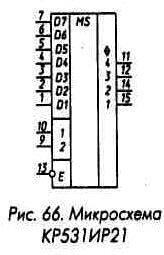 7 D7 MS
6 D6
5 D5 ◊
4 D4 4 11
3 D3 3 12
2 D2 2 14
1 D1 1 15
10 1
9 2
13 E
Рис. 66. Микросхема
КР531ИР21